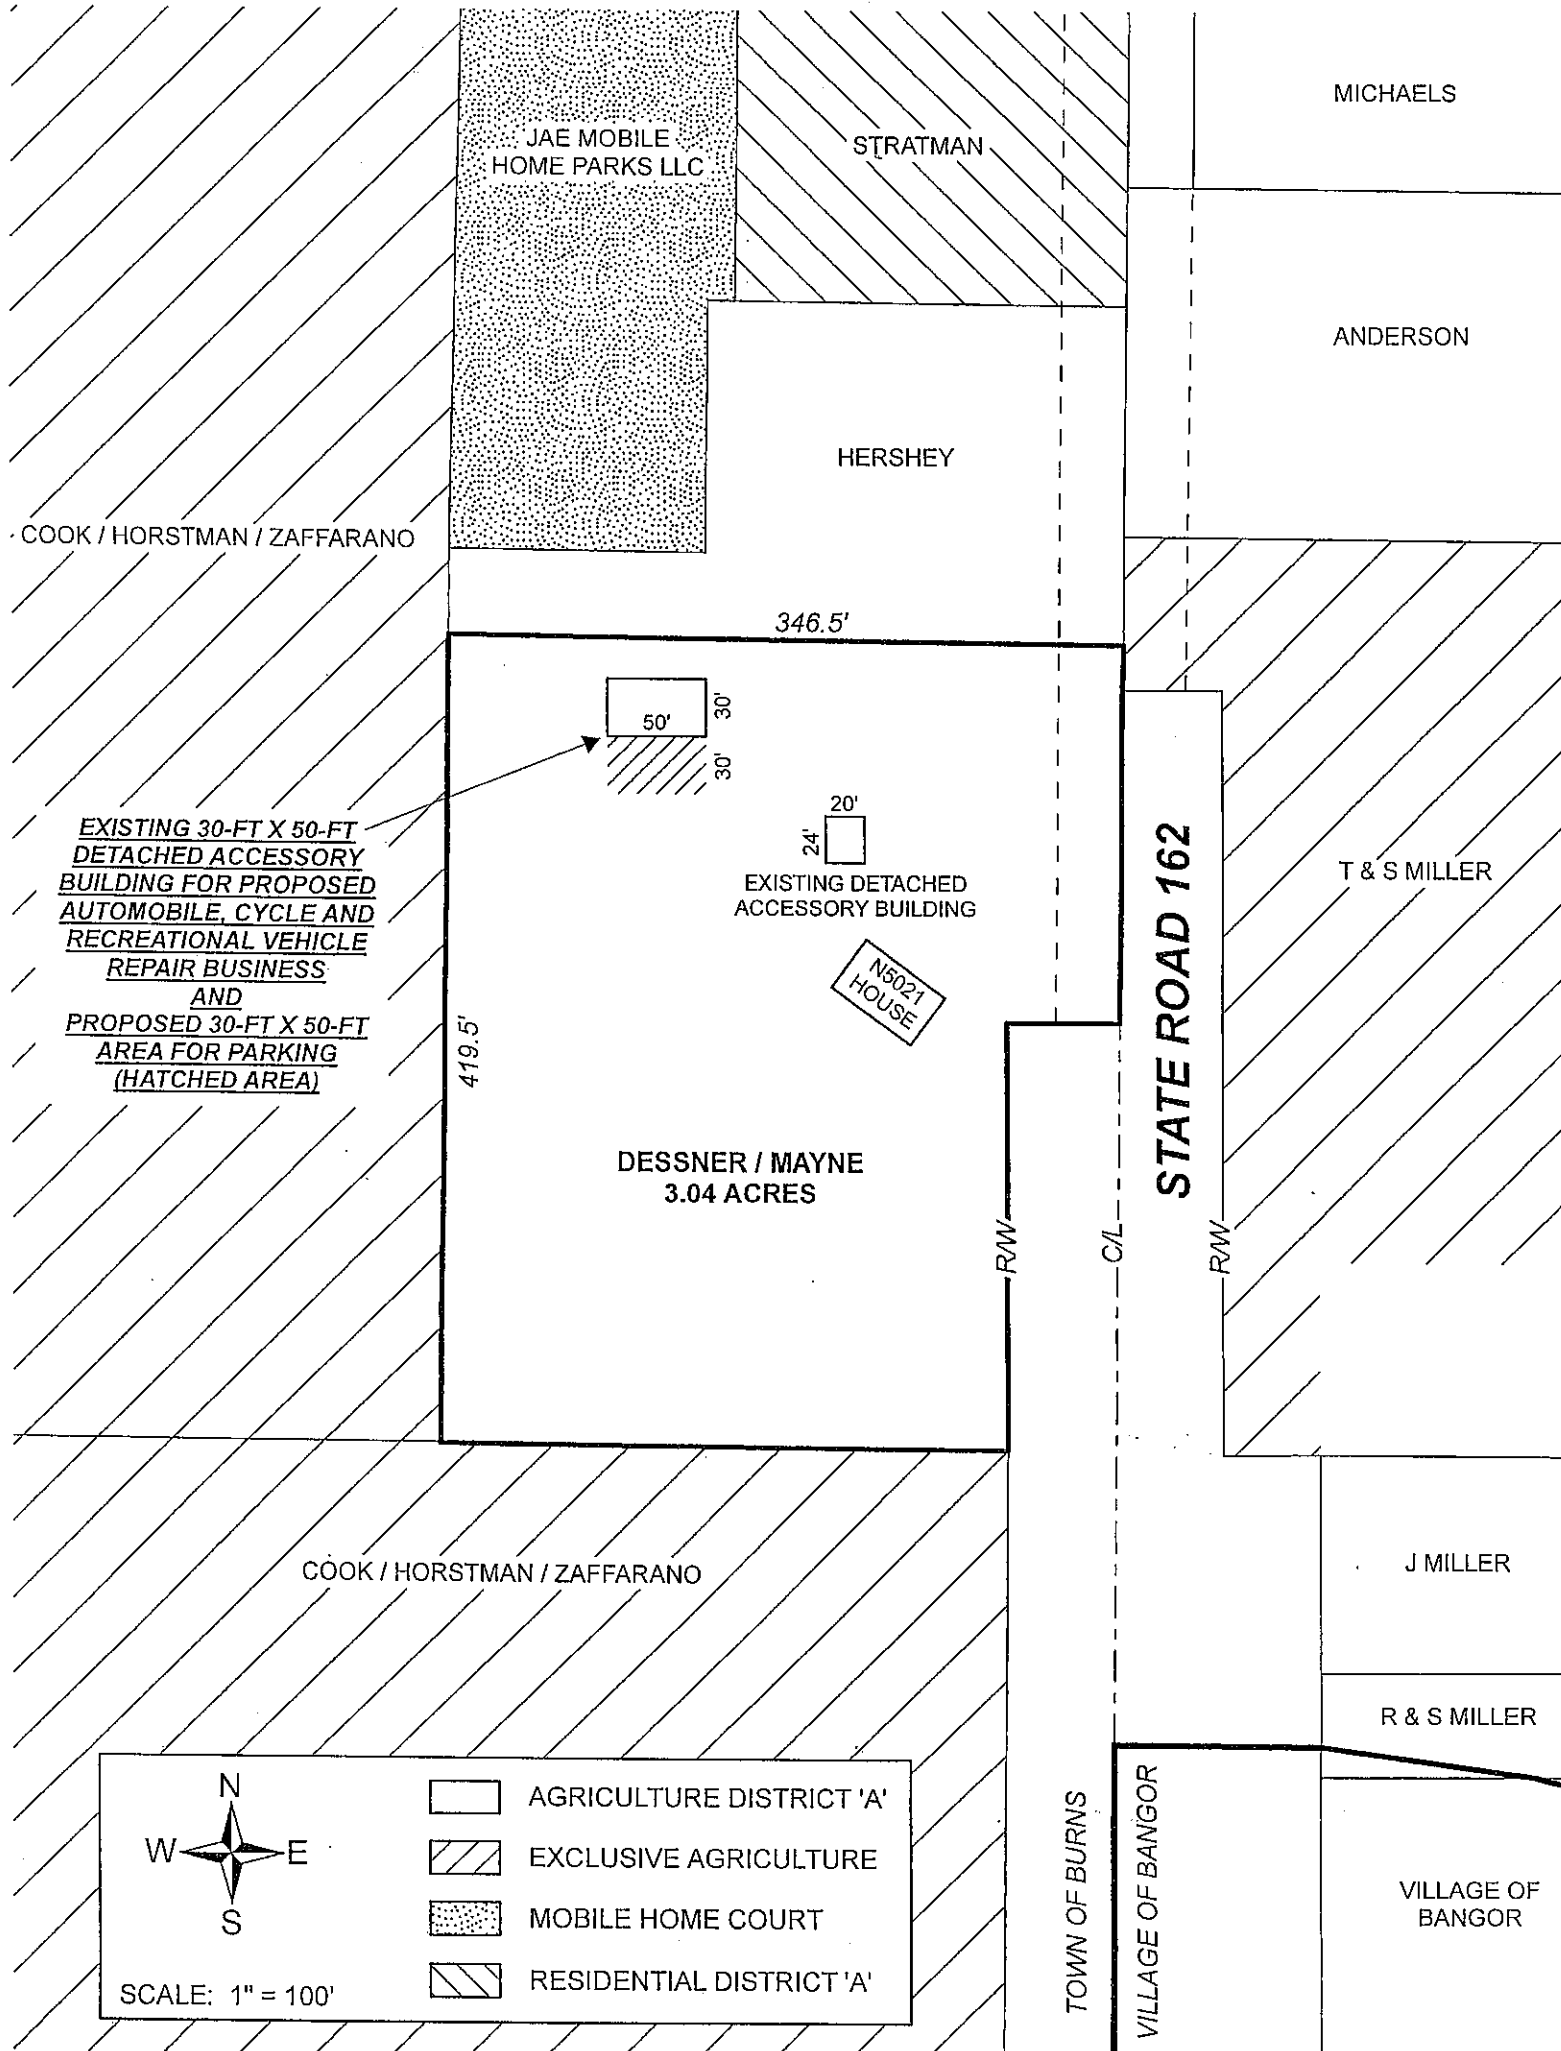 MICHAELS
JAE MOBILE
HOME PARKS LLC
STRATMAN
ANDERSON
HERSHEY
COOK / HORSTMAN / ZAFFARANO
346.5'
50'
30'
30'
20'
24'
EXISTING DETACHED
ACCESSORY BUILDING
EXISTING 30-FT X 50-FT
DETACHED ACCESSORY
BUILDING FOR PROPOSED
AUTOMOBILE, CYCLE AND
RECREATIONAL VEHICLE
REPAIR BUSINESS
AND
PROPOSED 30-FT X 50-FT
AREA FOR PARKING
(HATCHED AREA)
T & S MILLER
STATE ROAD 162
N5021
HOUSE
419.5'
DESSNER / MAYNE
3.04 ACRES
R/W
C/L
R/W
COOK / HORSTMAN / ZAFFARANO
J MILLER
R & S MILLER
TOWN OF BURNS
VILLAGE OF BANGOR
VILLAGE OF
BANGOR
N
W
E
S
SCALE: 1" = 100'
AGRICULTURE DISTRICT 'A'
EXCLUSIVE AGRICULTURE
MOBILE HOME COURT
RESIDENTIAL DISTRICT 'A'